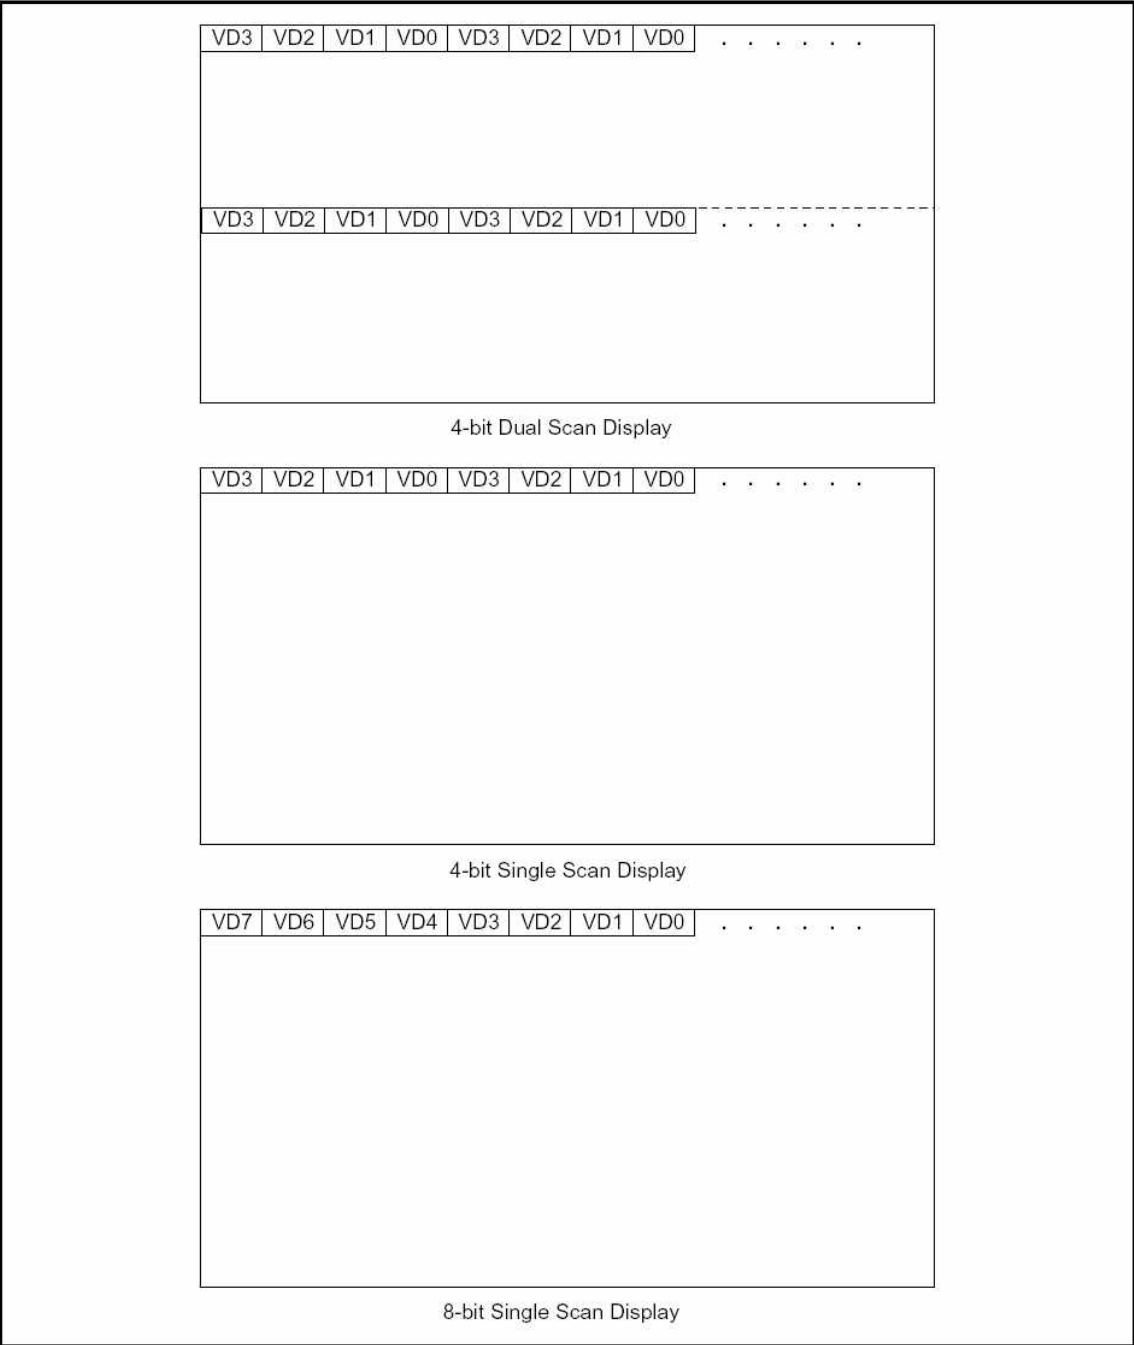 VD3 VD2 VD1 VD0 VD3 VD2 VD1 VD0 . . . . . .
VD3 VD2 VD1 VD0 VD3 VD2 VD1 VD0 . . . . . .
4-bit Dual Scan Display
VD3 VD2 VD1 VD0 VD3 VD2 VD1 VD0 . . . . . .
4-bit Single Scan Display
VD7 VD6 VD5 VD4 VD3 VD2 VD1 VD0 . . . . . .
8-bit Single Scan Display